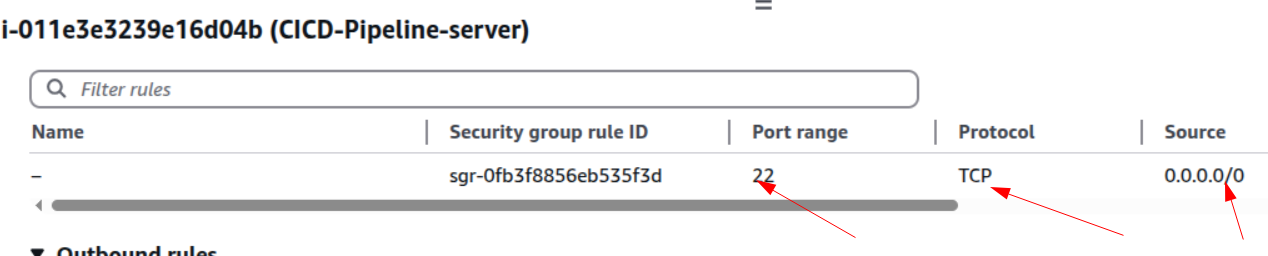 i-011e3e3239e16d04b (CICD-Pipeline-server)
Filter rules
Name Security group rule ID Port range Protocol Source
– sgr-0fb3f8856eb535f3d 22 TCP 0.0.0.0/0
Outbound rules